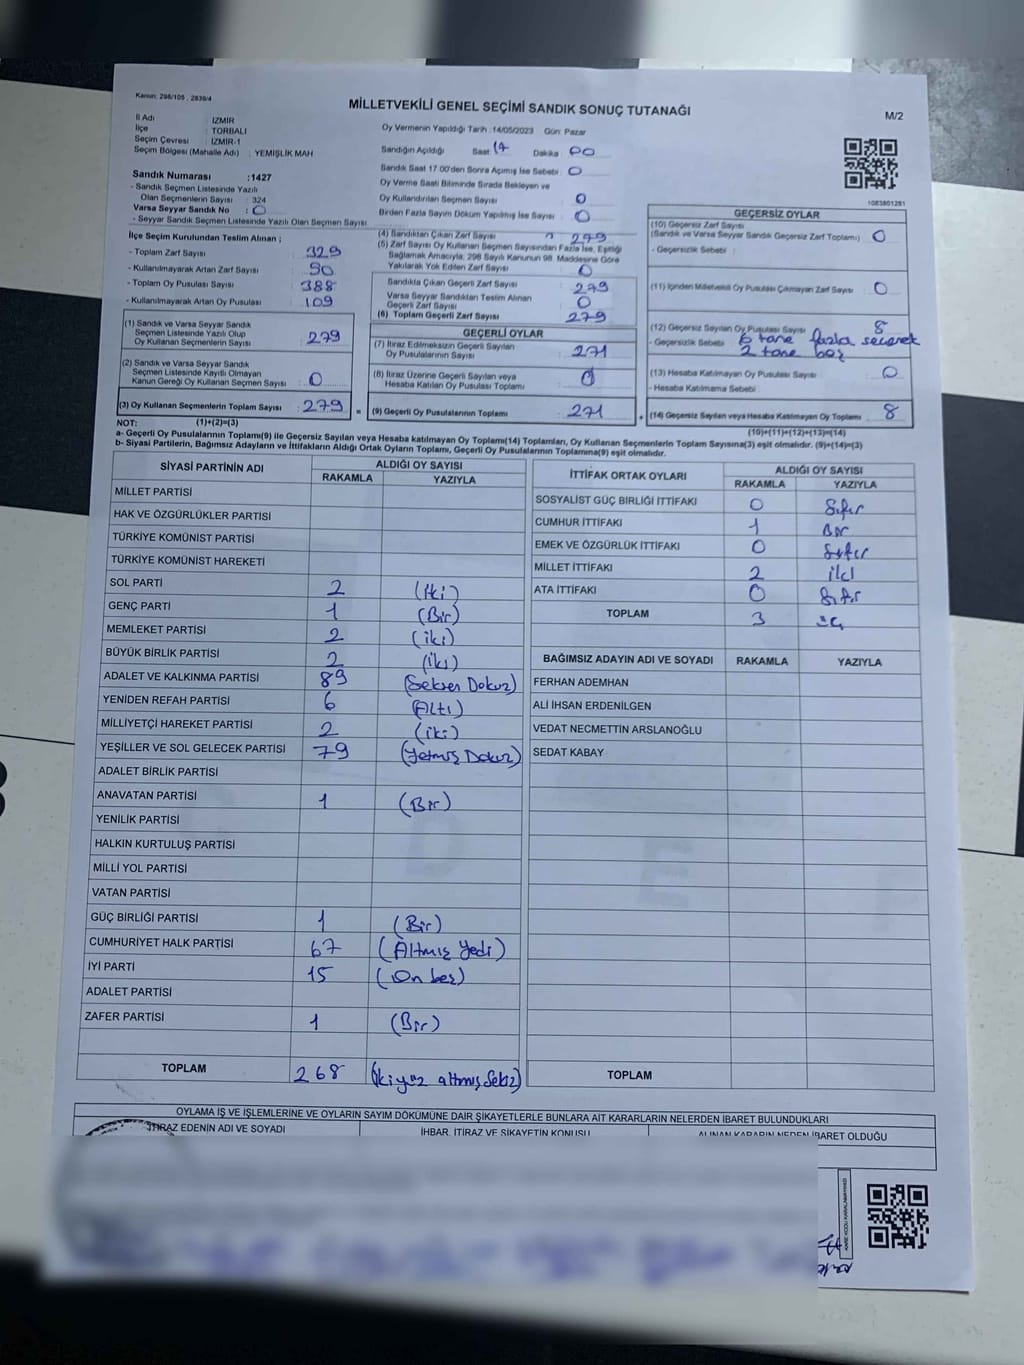 Kanun: 298/105 , 2839/4
MİLLETVEKİLİ GENEL SEÇİMİ SANDIK SONUÇ TUTANAĞI
M/2
İl Adı : İZMİR
İlçe : TORBALI
Seçim Çevresi : İZMİR-1
Seçim Bölgesi (Mahalle Adı) : YEMİŞLİK MAH
Sandık Numarası :1427
- Sandık Seçmen Listesinde Yazılı
Olan Seçmenlerin Sayısı : 324
Varsa Seyyar Sandık No : 0
- Seyyar Sandık Seçmen Listesinde Yazılı Olan Seçmen Sayısı
İlçe Seçim Kurulundan Teslim Alınan ;
- Toplam Zarf Sayısı : 329
- Kullanılmayarak Artan Zarf Sayısı : 50
- Toplam Oy Pusulası Sayısı : 388
- Kullanılmayarak Artan Oy Pusulası : 109
(1) Sandık ve Varsa Seyyar Sandık
Seçmen Listesinde Yazılı Olup
Oy Kullanan Seçmenlerin Sayısı : 279
(2) Sandık ve Varsa Seyyar Sandık
Seçmen Listesinde Kayıtlı Olmayan
Kanun Gereği Oy Kullanan Seçmen Sayısı : 0
(3) Oy Kullanan Seçmenlerin Toplam Sayısı : 279 =
Oy Vermenin Yapıldığı Tarih :14/05/2023 Gün: Pazar
Sandığın Açıldığı Saat: 17 Dakika: 00
Sandık Saat 17:00'den Sonra Açılmış İse Sebebi : 0
Oy Verme Saati Bitiminde Sırada Bekleyen ve
Oy Kullandırılan Seçmen Sayısı : 0
Birden Fazla Sayım Döküm Yapılmış İse Sayısı : 0
(4) Sandıktan Çıkan Zarf Sayısı : 279
(5) Zarf Sayısı Oy Kullanan Seçmen Sayısından Fazla İse, Eşitliği
Sağlamak Amacıyla, 298 Sayılı Kanunun 98. Maddesine Göre
Yakılarak Yok Edilen Zarf Sayısı : 0
Sandıkta Çıkan Geçerli Zarf Sayısı : 279
Varsa Seyyar Sandıktan Teslim Alınan
Geçerli Zarf Sayısı : 0
(6) Toplam Geçerli Zarf Sayısı : 279
GEÇERLİ OYLAR
(7) İtiraz Edilmeksizin Geçerli Sayılan
Oy Pusulalarının Sayısı : 271
(8) İtiraz Üzerine Geçerli Sayılan veya
Hesaba Katılan Oy Pusulası Toplamı : 0
(9) Geçerli Oy Pusulalarının Toplamı : 271 +
1083801281
GEÇERSİZ OYLAR
(10) Geçersiz Zarf Sayısı
(Sandık ve Varsa Seyyar Sandık Geçersiz Zarf Toplamı) : 0
- Geçersizlik Sebebi :
(11) İçinden Milletvekili Oy Pusulası Çıkmayan Zarf Sayısı : 0
(12) Geçersiz Sayılan Oy Pusulası Sayısı : 8
- Geçersizlik Sebebi : 6 tane fazla seçerek
2 tane boş
(13) Hesaba Katılmayan Oy Pusulası Sayısı : 0
- Hesaba Katılmama Sebebi :
(14) Geçersiz Sayılan veya Hesaba Katılmayan Oy Toplamı : 8
NOT: (1)+(2)=(3) (10)+(11)+(12)+(13)=(14)
a- Geçerli Oy Pusulalarının Toplamı(9) ile Geçersiz Sayılan veya Hesaba katılmayan Oy Toplamı(14) Toplamları, Oy Kullanan Seçmenlerin Toplam Sayısına(3) eşit olmalıdır. (9)+(14)=(3)
b- Siyasi Partilerin, Bağımsız Adayların ve İttifakların Aldığı Ortak Oyların Toplamı, Geçerli Oy Pusulalarının Toplamına(9) eşit olmalıdır.
SİYASİ PARTİNİN ADI ALDIĞI OY SAYISI
RAKAMLA YAZIYLA
MİLLET PARTİSİ
HAK VE ÖZGÜRLÜKLER PARTİSİ
TÜRKİYE KOMÜNİST PARTİSİ
TÜRKİYE KOMÜNİST HAREKETİ
SOL PARTİ 2 (İki)
GENÇ PARTİ 1 (Bir)
MEMLEKET PARTİSİ 2 (iki)
BÜYÜK BİRLİK PARTİSİ 2 (iki)
ADALET VE KALKINMA PARTİSİ 89 (Seksen Dokuz)
YENİDEN REFAH PARTİSİ 6 (Altı)
MİLLİYETÇİ HAREKET PARTİSİ 2 (iki)
YEŞİLLER VE SOL GELECEK PARTİSİ 79 (Yetmiş Dokuz)
ADALET BİRLİK PARTİSİ
ANAVATAN PARTİSİ 1 (Bir)
YENİLİK PARTİSİ
HALKIN KURTULUŞ PARTİSİ
MİLLİ YOL PARTİSİ
VATAN PARTİSİ
GÜÇ BİRLİĞİ PARTİSİ 1 (Bir)
CUMHURİYET HALK PARTİSİ 67 (Altmış Yedi)
İYİ PARTİ 15 (On beş)
ADALET PARTİSİ
ZAFER PARTİSİ 1 (Bir)
TOPLAM 268 (ikiyüz altmış Sekiz)
İTTİFAK ORTAK OYLARI ALDIĞI OY SAYISI
RAKAMLA YAZIYLA
SOSYALİST GÜÇ BİRLİĞİ İTTİFAKI 0 Sıfır
CUMHUR İTTİFAKI 1 Bir
EMEK VE ÖZGÜRLÜK İTTİFAKI 0 Sıfır
MİLLET İTTİFAKI 2 iki
ATA İTTİFAKI 0 Sıfır
TOPLAM 3 üç
BAĞIMSIZ ADAYIN ADI VE SOYADI RAKAMLA YAZIYLA
FERHAN ADEMHAN
ALİ İHSAN ERDENİLGEN
VEDAT NECMETTİN ARSLANOĞLU
SEDAT KABAY
TOPLAM
OYLAMA İŞ VE İŞLEMLERİNE VE OYLARIN SAYIM DÖKÜMÜNE DAİR ŞİKAYETLERLE BUNLARA AİT KARARLARIN NELERDEN İBARET BULUNDUKLARI
İTİRAZ EDENİN ADI VE SOYADI İHBAR, İTİRAZ VE ŞİKAYETİN KONUSU ALINAN KARARIN NEDEN İBARET OLDUĞU